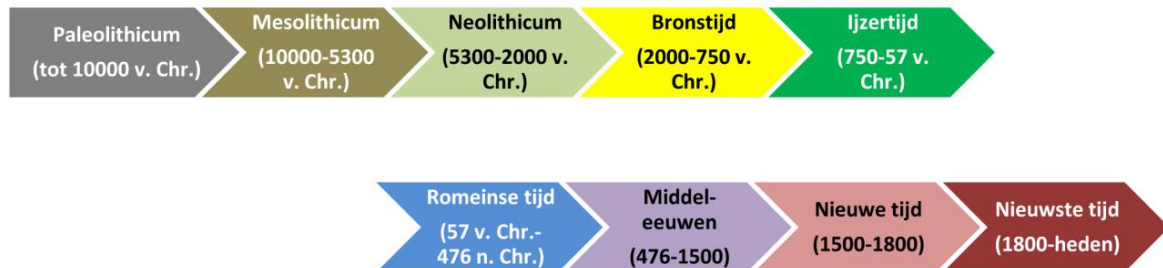 Paleolithicum
(tot 10000 v. Chr.)
Mesolithicum
(10000-5300
v. Chr.)
Neolithicum
(5300-2000 v.
Chr.)
Bronstijd
(2000-750 v.
Chr.)
Ijzertijd
(750-57 v.
Chr.)
Romeinse tijd
(57 v. Chr.-
476 n. Chr.)
Middel-
eeuwen
(476-1500)
Nieuwe tijd
(1500-1800)
Nieuwste tijd
(1800-heden)